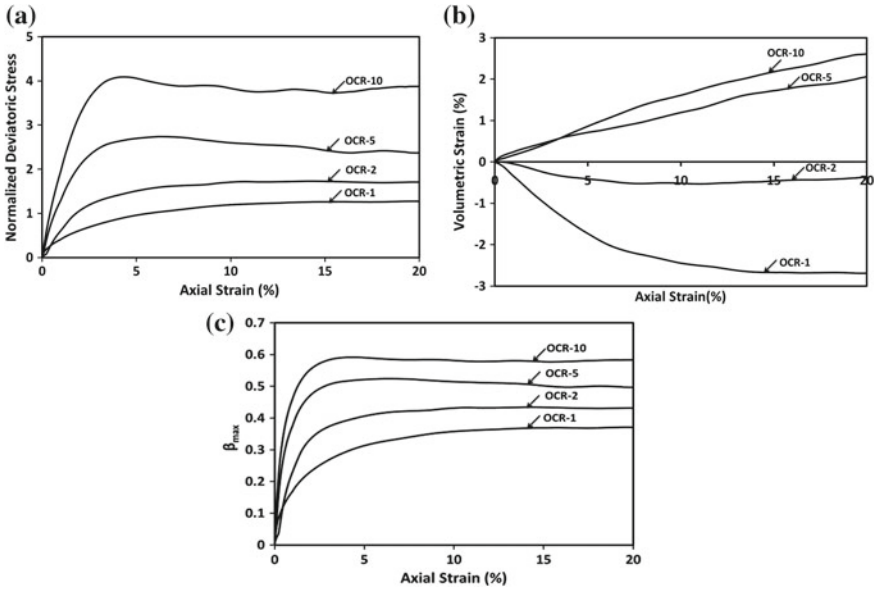 (a)
Normalized Deviatoric Stress
5
4
3
2
1
0
OCR-10
OCR-5
OCR-2
OCR-1
0 5 10 15 20
Axial Strain (%)
(b)
Volumetric Strain (%)
3
2
1
0
-1
-2
-3
OCR-10
OCR-5
OCR-2
OCR-1
0 5 10 15 20
Axial Strain(%)
(c)
βmax
0.7
0.6
0.5
0.4
0.3
0.2
0.1
0
OCR-10
OCR-5
OCR-2
OCR-1
0 5 10 15 20
Axial Strain (%)